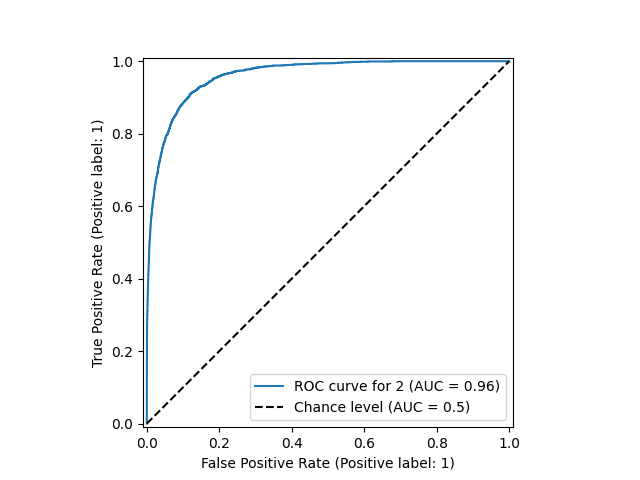 1.0
0.8
0.6
0.4
0.2
0.0
True Positive Rate (Positive label: 1)
ROC curve for 2 (AUC = 0.96)
Chance level (AUC = 0.5)
0.0 0.2 0.4 0.6 0.8 1.0
False Positive Rate (Positive label: 1)